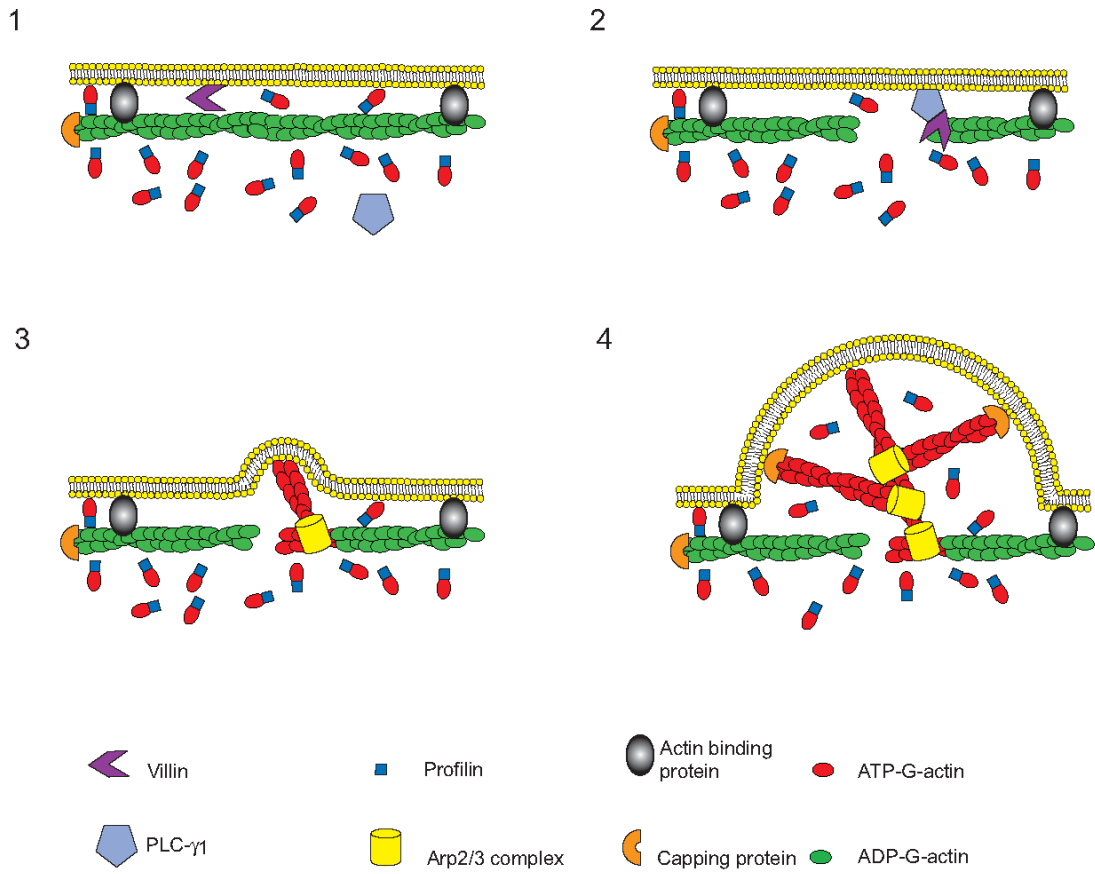 1
2
3
4
Villin
Profilin
Actin binding
protein
ATP-G-actin
PLC-γ1
Arp2/3 complex
Capping protein
ADP-G-actin